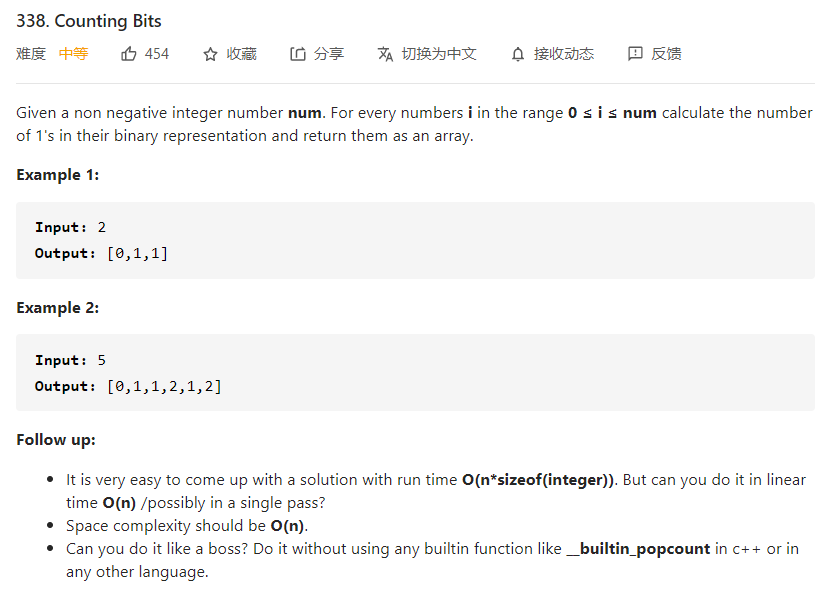 338. Counting Bits
难度 中等 454 收藏 分享 切换为中文 接收动态 反馈
Given a non negative integer number num. For every numbers i in the range 0 ≤ i ≤ num calculate the number
of 1's in their binary representation and return them as an array.
Example 1:
Input: 2
Output: [0,1,1]
Example 2:
Input: 5
Output: [0,1,1,2,1,2]
Follow up:
• It is very easy to come up with a solution with run time O(n*sizeof(integer)). But can you do it in linear
time O(n) /possibly in a single pass?
• Space complexity should be O(n).
• Can you do it like a boss? Do it without using any builtin function like __builtin_popcount in c++ or in
any other language.